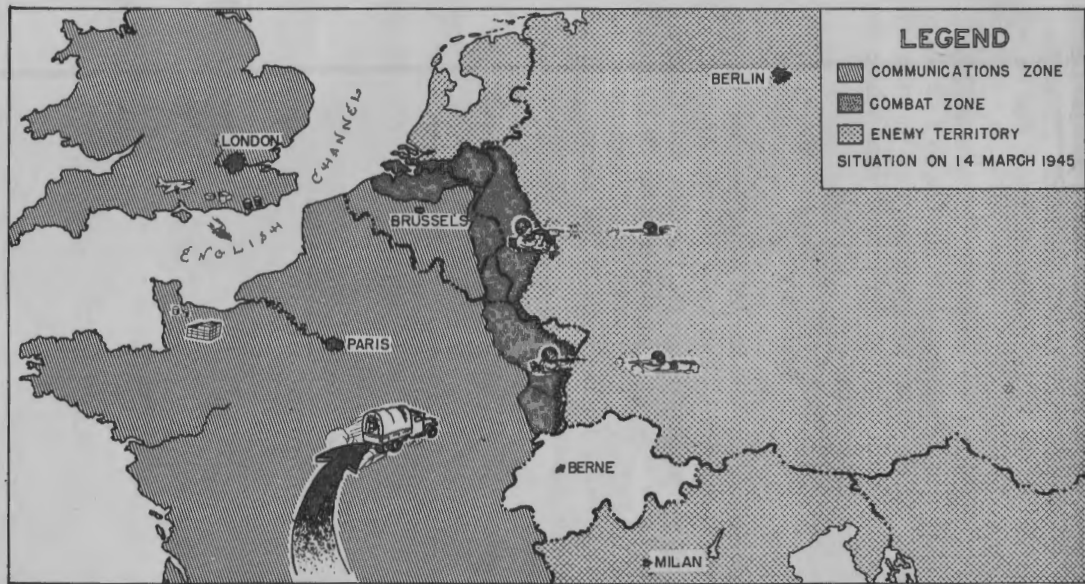 LEGEND
COMMUNICATIONS ZONE
COMBAT ZONE
ENEMY TERRITORY
SITUATION ON 14 MARCH 1945
BERLIN
LONDON
ENGLISH CHANNEL
BRUSSELS
PARIS
BERNE
MILAN